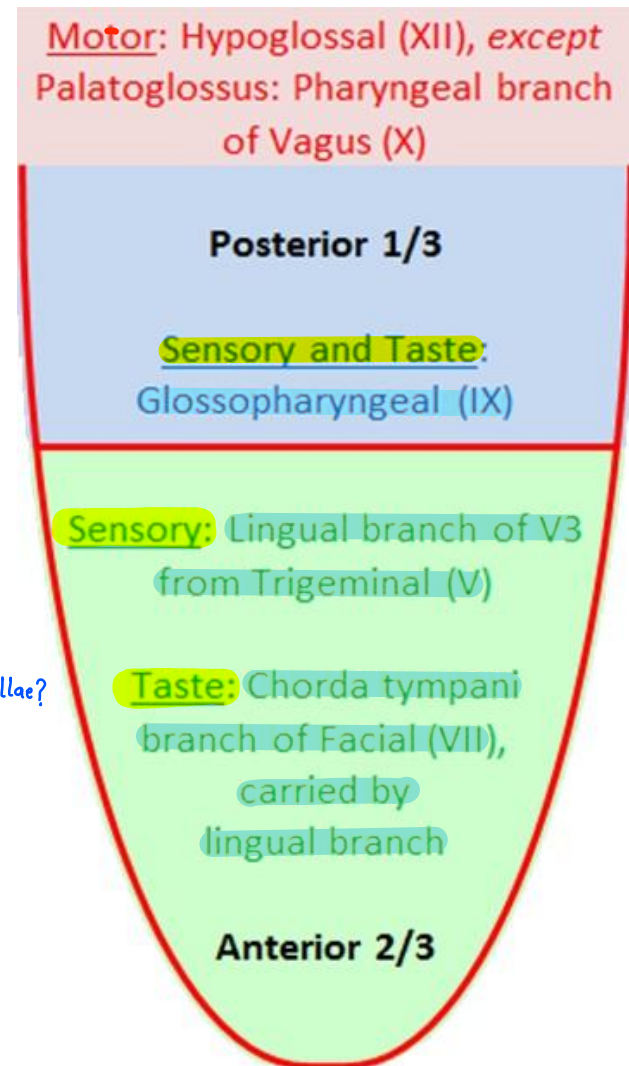 Motor: Hypoglossal (XII), except
Palatoglossus: Pharyngeal branch
of Vagus (X)
Posterior 1/3
Sensory and Taste:
Glossopharyngeal (IX)
Sensory: Lingual branch of V3
from Trigeminal (V)
llae?
Taste: Chorda tympani
branch of Facial (VII),
carried by
lingual branch
Anterior 2/3